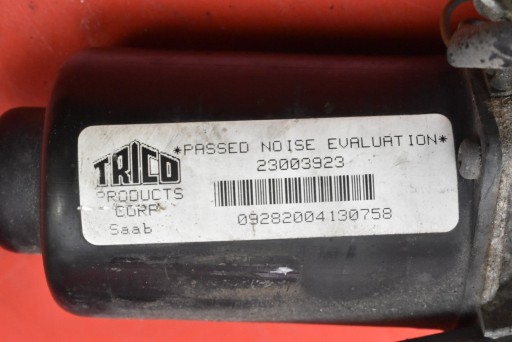 TRICO
PRODUCTS
CORP
Saab
*PASSED NOISE EVALUATION*
23003923
09282004130758